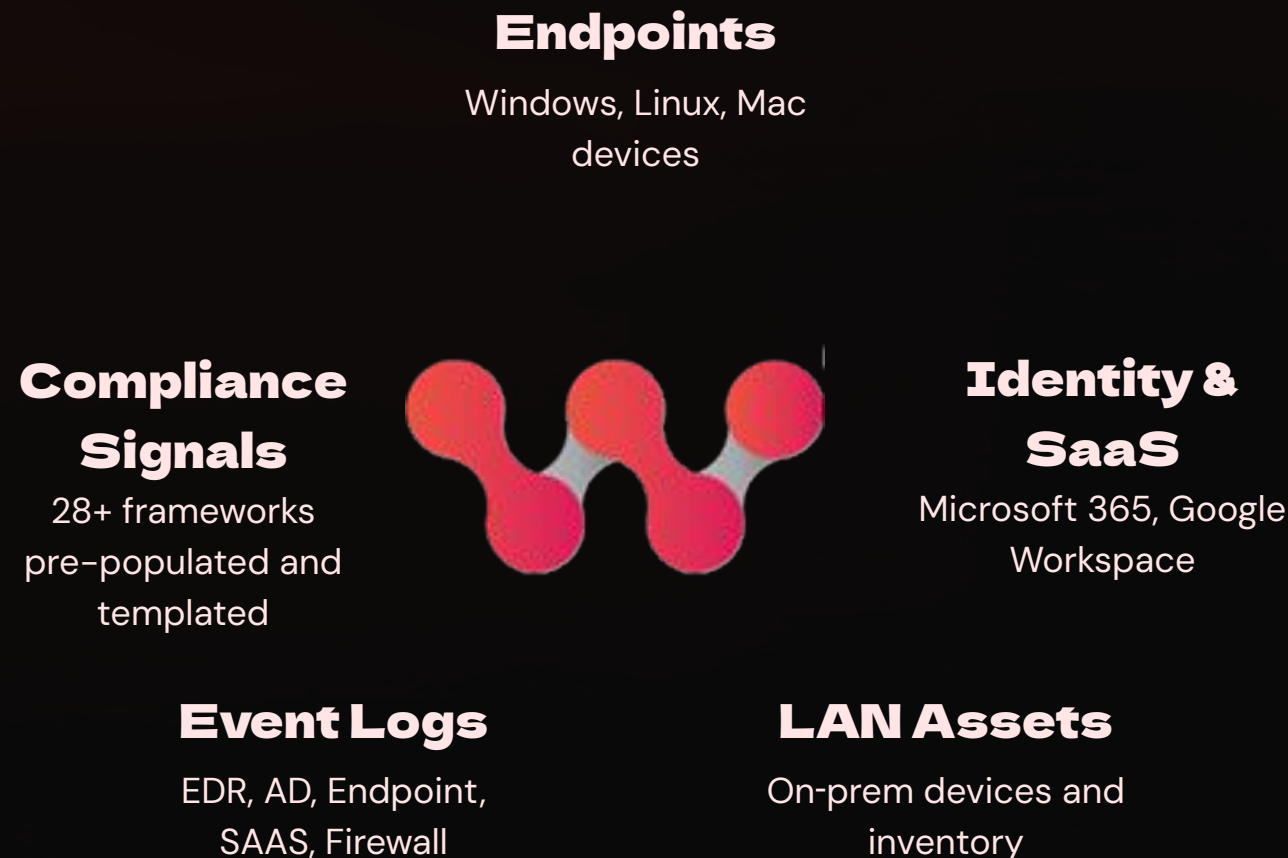 Endpoints
Windows, Linux, Mac
devices
Compliance
Signals
28+ frameworks
pre-populated and
templated
Identity &
SaaS
Microsoft 365, Google
Workspace
Event Logs
EDR, AD, Endpoint,
SAAS, Firewall
LAN Assets
On-prem devices and
inventory